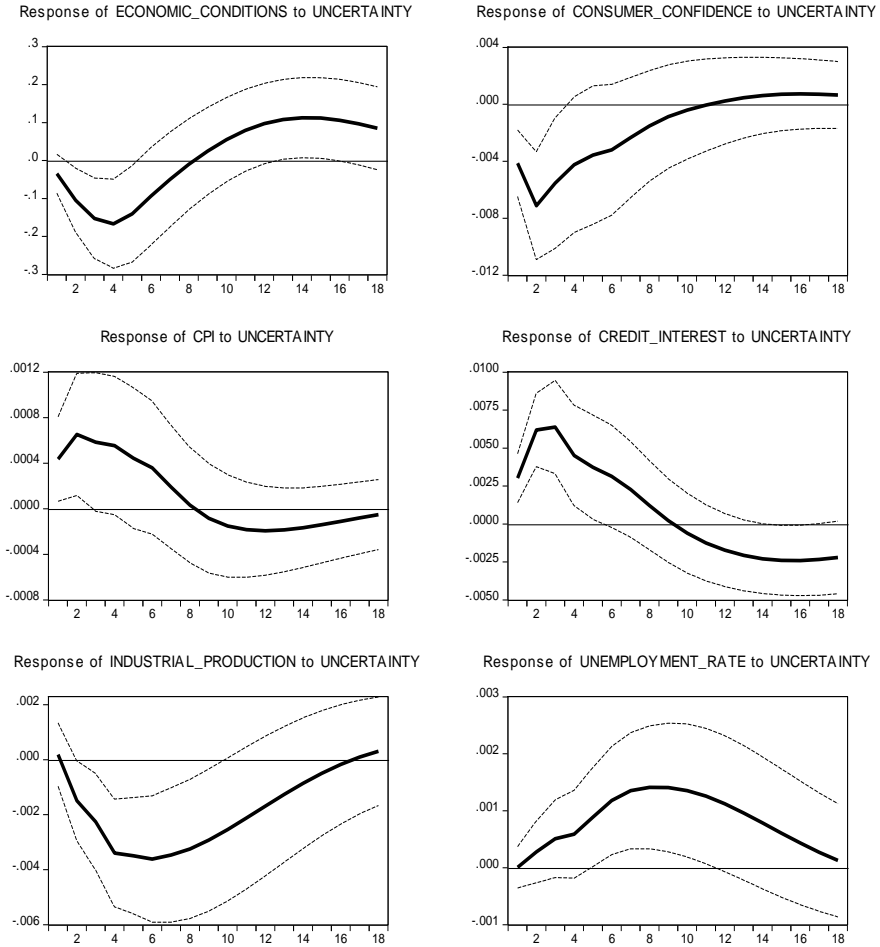 Response of ECONOMIC_CONDITIONS to UNCERTAINTY
.3
.2
.1
.0
-.1
-.2
-.3
2 4 6 8 10 12 14 16 18
Response of CONSUMER_CONFIDENCE to UNCERTAINTY
.004
.000
-.004
-.008
-.012
2 4 6 8 10 12 14 16 18
Response of CPI to UNCERTAINTY
.0012
.0008
.0004
.0000
-.0004
-.0008
2 4 6 8 10 12 14 16 18
Response of CREDIT_INTEREST to UNCERTAINTY
.0100
.0075
.0050
.0025
.0000
-.0025
-.0050
2 4 6 8 10 12 14 16 18
Response of INDUSTRIAL_PRODUCTION to UNCERTAINTY
.002
.000
-.002
-.004
-.006
2 4 6 8 10 12 14 16 18
Response of UNEMPLOYMENT_RATE to UNCERTAINTY
.003
.002
.001
.000
-.001
2 4 6 8 10 12 14 16 18